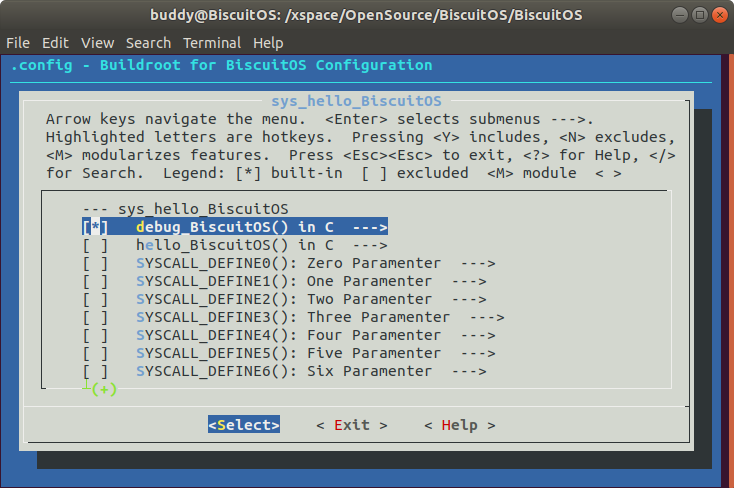 buddy@BiscuitOS: /xspace/OpenSource/BiscuitOS/BiscuitOS
File Edit View Search Terminal Help
.config - Buildroot for BiscuitOS Configuration
sys_hello_BiscuitOS
Arrow keys navigate the menu.  <Enter> selects submenus --->.
Highlighted letters are hotkeys.  Pressing <Y> includes, <N> excludes,
<M> modularizes features.  Press <Esc><Esc> to exit, <?> for Help, </>
for Search.  Legend: [*] built-in  [ ] excluded  <M> module  < >
--- sys_hello_BiscuitOS
[*]   debug_BiscuitOS() in C  --->
[ ]   hello_BiscuitOS() in C  --->
[ ]   SYSCALL_DEFINE0(): Zero Paramenter  --->
[ ]   SYSCALL_DEFINE1(): One Paramenter  --->
[ ]   SYSCALL_DEFINE2(): Two Paramenter  --->
[ ]   SYSCALL_DEFINE3(): Three Paramenter  --->
[ ]   SYSCALL_DEFINE4(): Four Paramenter  --->
[ ]   SYSCALL_DEFINE5(): Five Paramenter  --->
[ ]   SYSCALL_DEFINE6(): Six Paramenter  --->
(+)
<Select>    < Exit >    < Help >